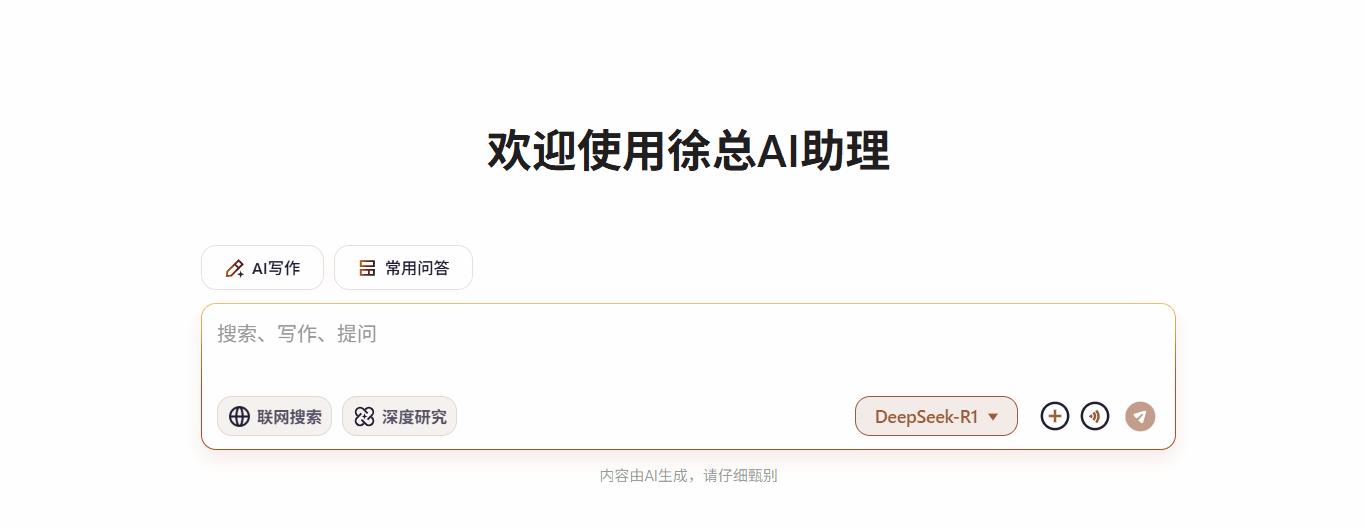 欢迎使用徐总AI助理
AI写作 常用问答
搜索、写作、提问
联网搜索 深度研究 DeepSeek-R1
内容由AI生成，请仔细甄别